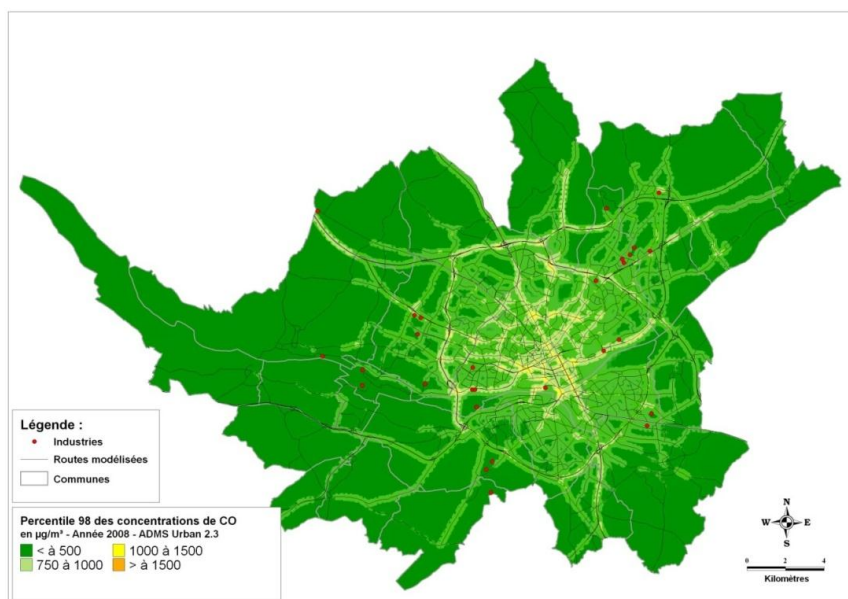 Légende :
Industries
Routes modélisées
Communes
Percentile 98 des concentrations de CO
en µg/m³ - Année 2008 - ADMS Urban 2.3
< à 500
1000 à 1500
750 à 1000
> à 1500
N
W E
S
0 2 4
Kilomètres